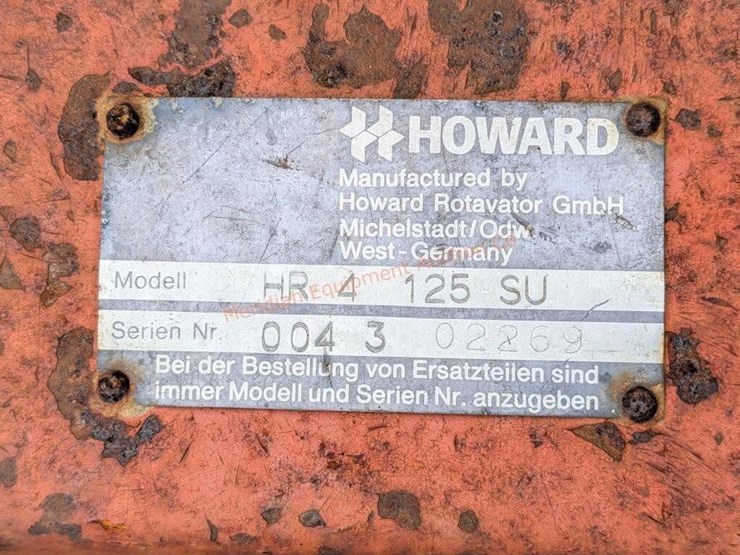 HOWARD
Manufactured by
Howard Rotavator GmbH
Michelstadt/Odw.
West-Germany
Modell HR 4 125 SU
Serien Nr. 004 3 02269
Bei der Bestellung von Ersatzteilen sind
immer Modell und Serien Nr. anzugeben